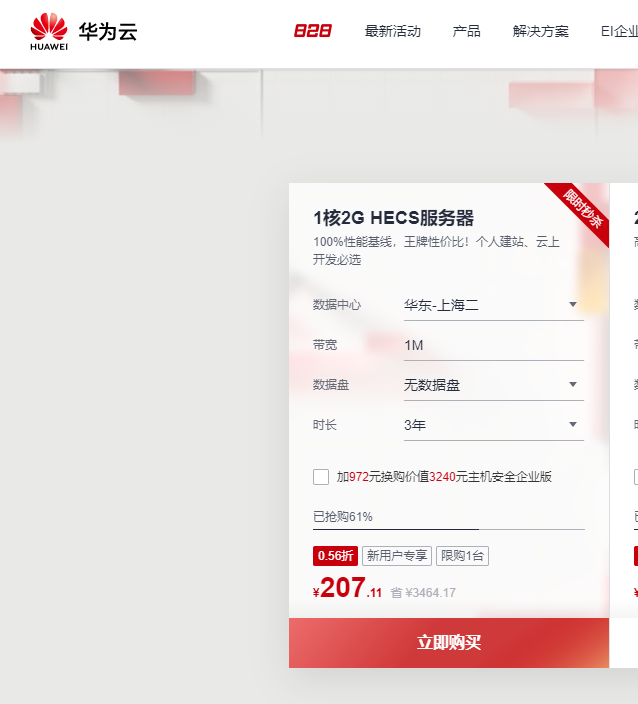 HUAWEI 华为云 828 最新活动 产品 解决方案 EI企业
限时秒杀
1核2G HECS服务器
100%性能基线，王牌性价比！个人建站、云上
开发必选
数据中心 华东-上海二
带宽 1M
数据盘 无数据盘
时长 3年
加972元换购价值3240元主机安全企业版
已抢购61%
0.56折 新用户专享 限购1台
¥207.11 省 ¥3464.17
立即购买